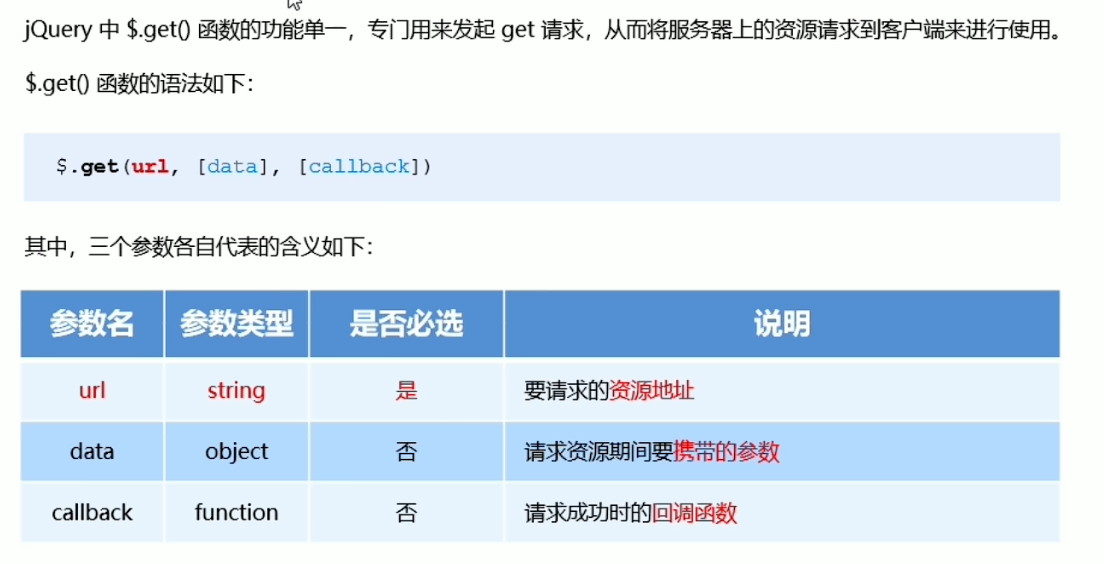 jQuery 中 $.get() 函数的功能单一，专门用来发起 get 请求，从而将服务器上的资源请求到客户端来进行使用。
$.get() 函数的语法如下：
$.get(url, [data], [callback])
其中，三个参数各自代表的含义如下：
参数名 参数类型 是否必选 说明
url string 是 要请求的资源地址
data object 否 请求资源期间要携带的参数
callback function 否 请求成功时的回调函数